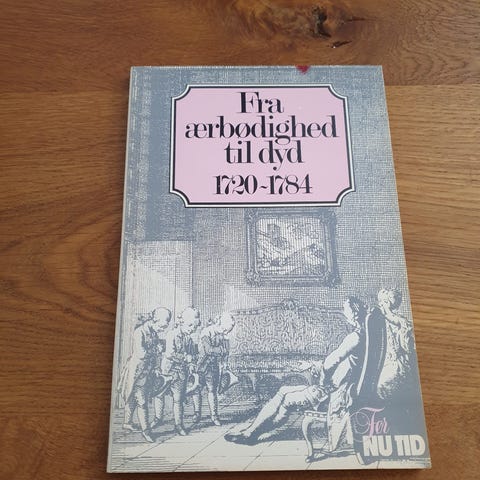 Fra
ærbødighed
til dyd
1720-1784
For
NU TID